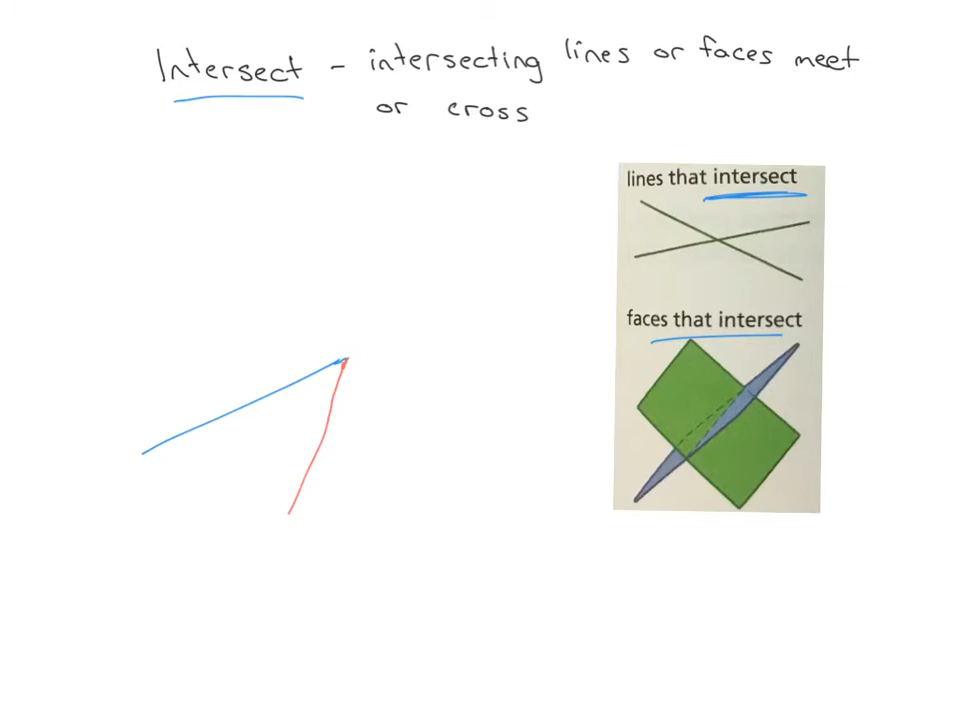 Intersect - intersecting lines or faces meet
or cross
lines that intersect
faces that intersect